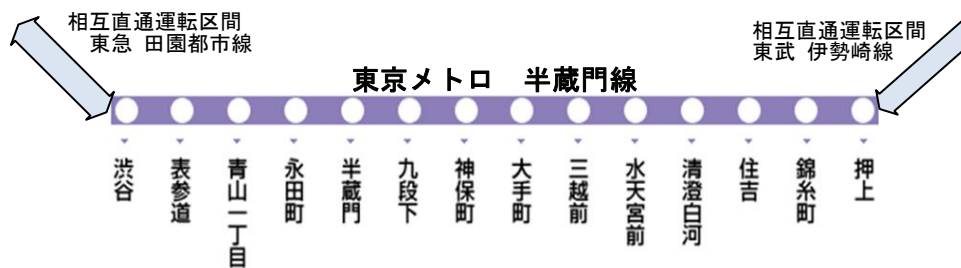 相互直通運転区間
東急 田園都市線
相互直通運転区間
東武 伊勢崎線
東京メトロ　半蔵門線
渋谷
表参道
青山一丁目
永田町
半蔵門
九段下
神保町
大手町
三越前
水天宮前
清澄白河
住吉
錦糸町
押上